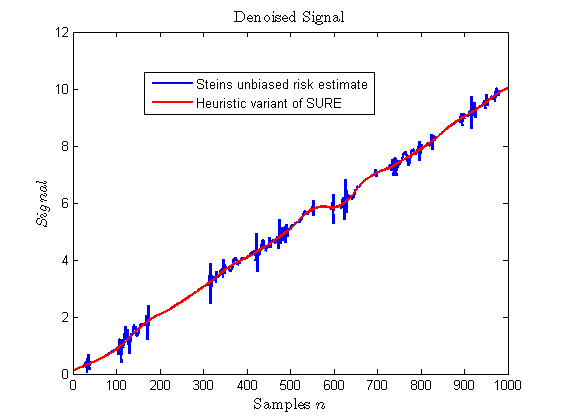 Denoised Signal
12
10
8
6
4
2
0
Signal
Steins unbiased risk estimate
Heuristic variant of SURE
0 100 200 300 400 500 600 700 800 900 1000
Samples n